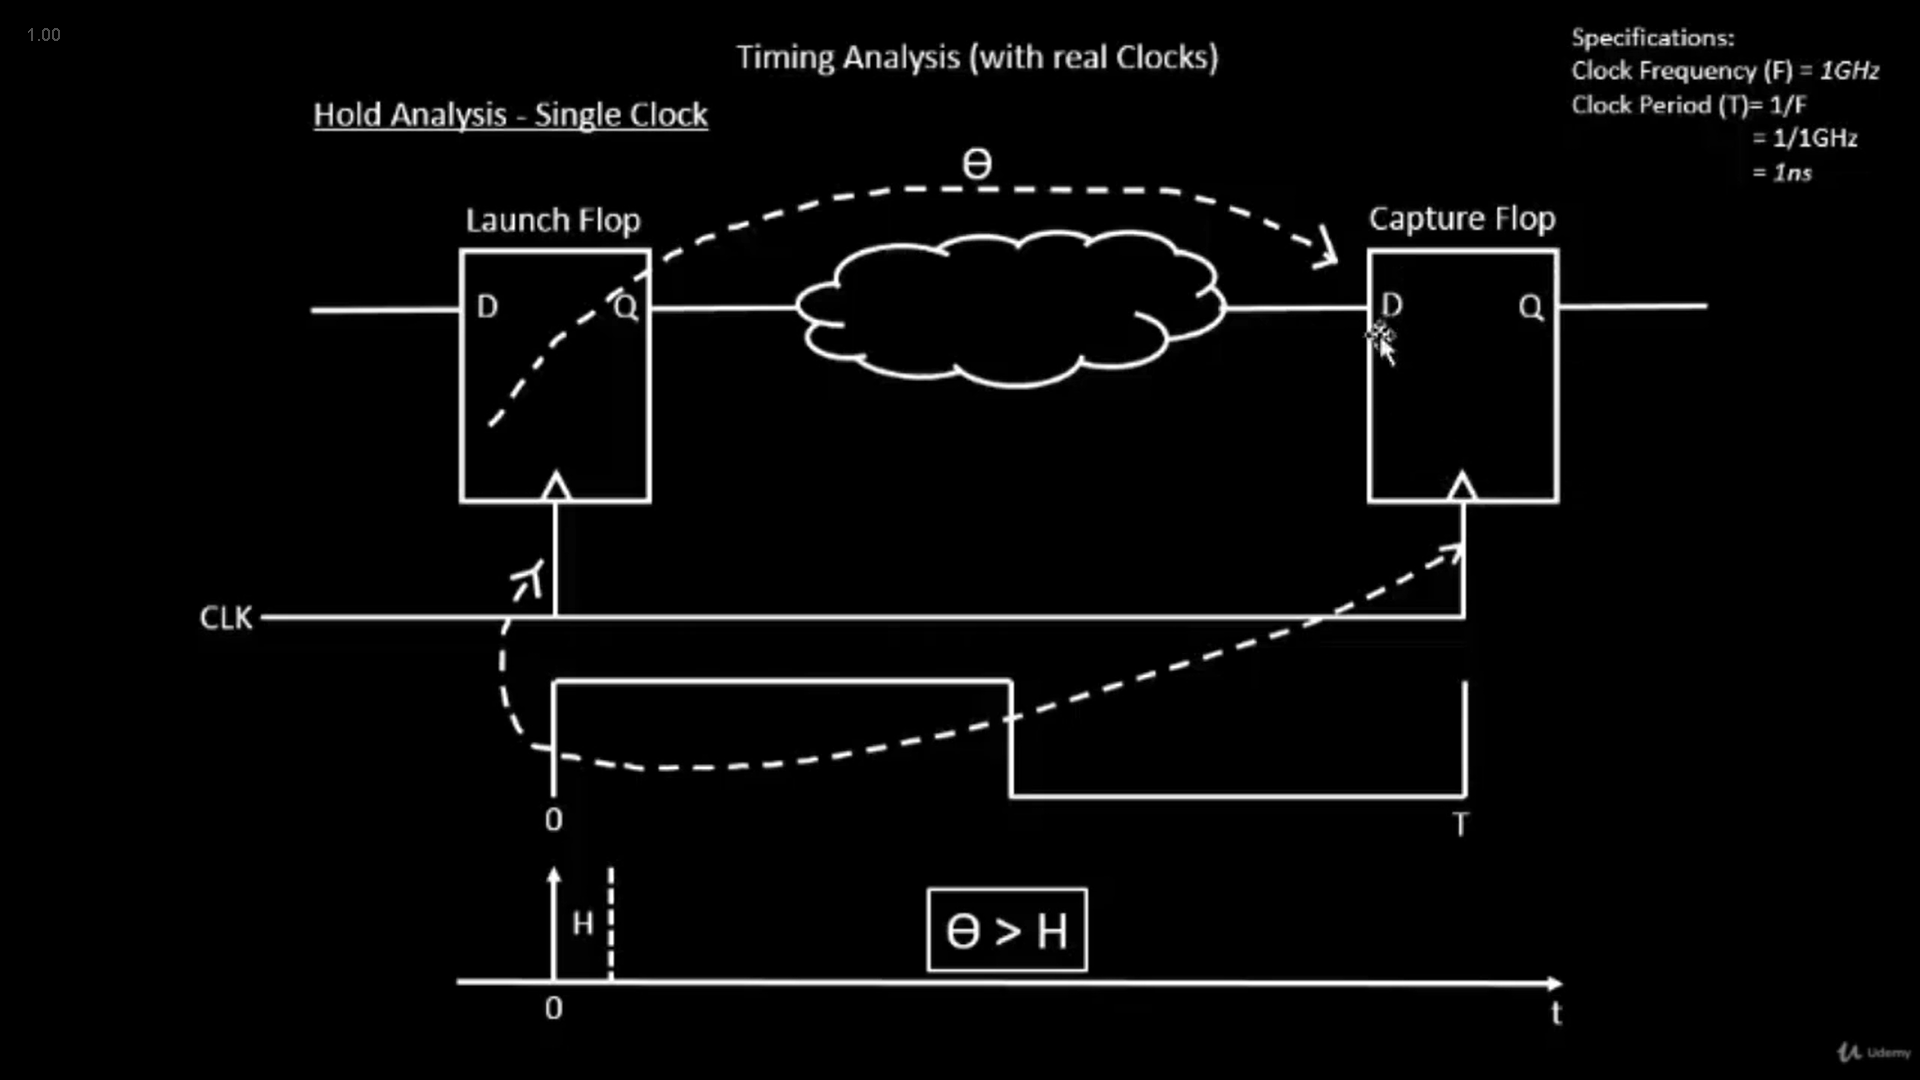 1.00
Timing Analysis (with real Clocks)
Specifications:
Clock Frequency (F) = 1GHz
Clock Period (T)= 1/F
= 1/1GHz
= 1ns
Hold Analysis - Single Clock
Ө
Launch Flop
Capture Flop
D
Q
D
Q
CLK
0
T
H
Ө > H
0
t
Udemy